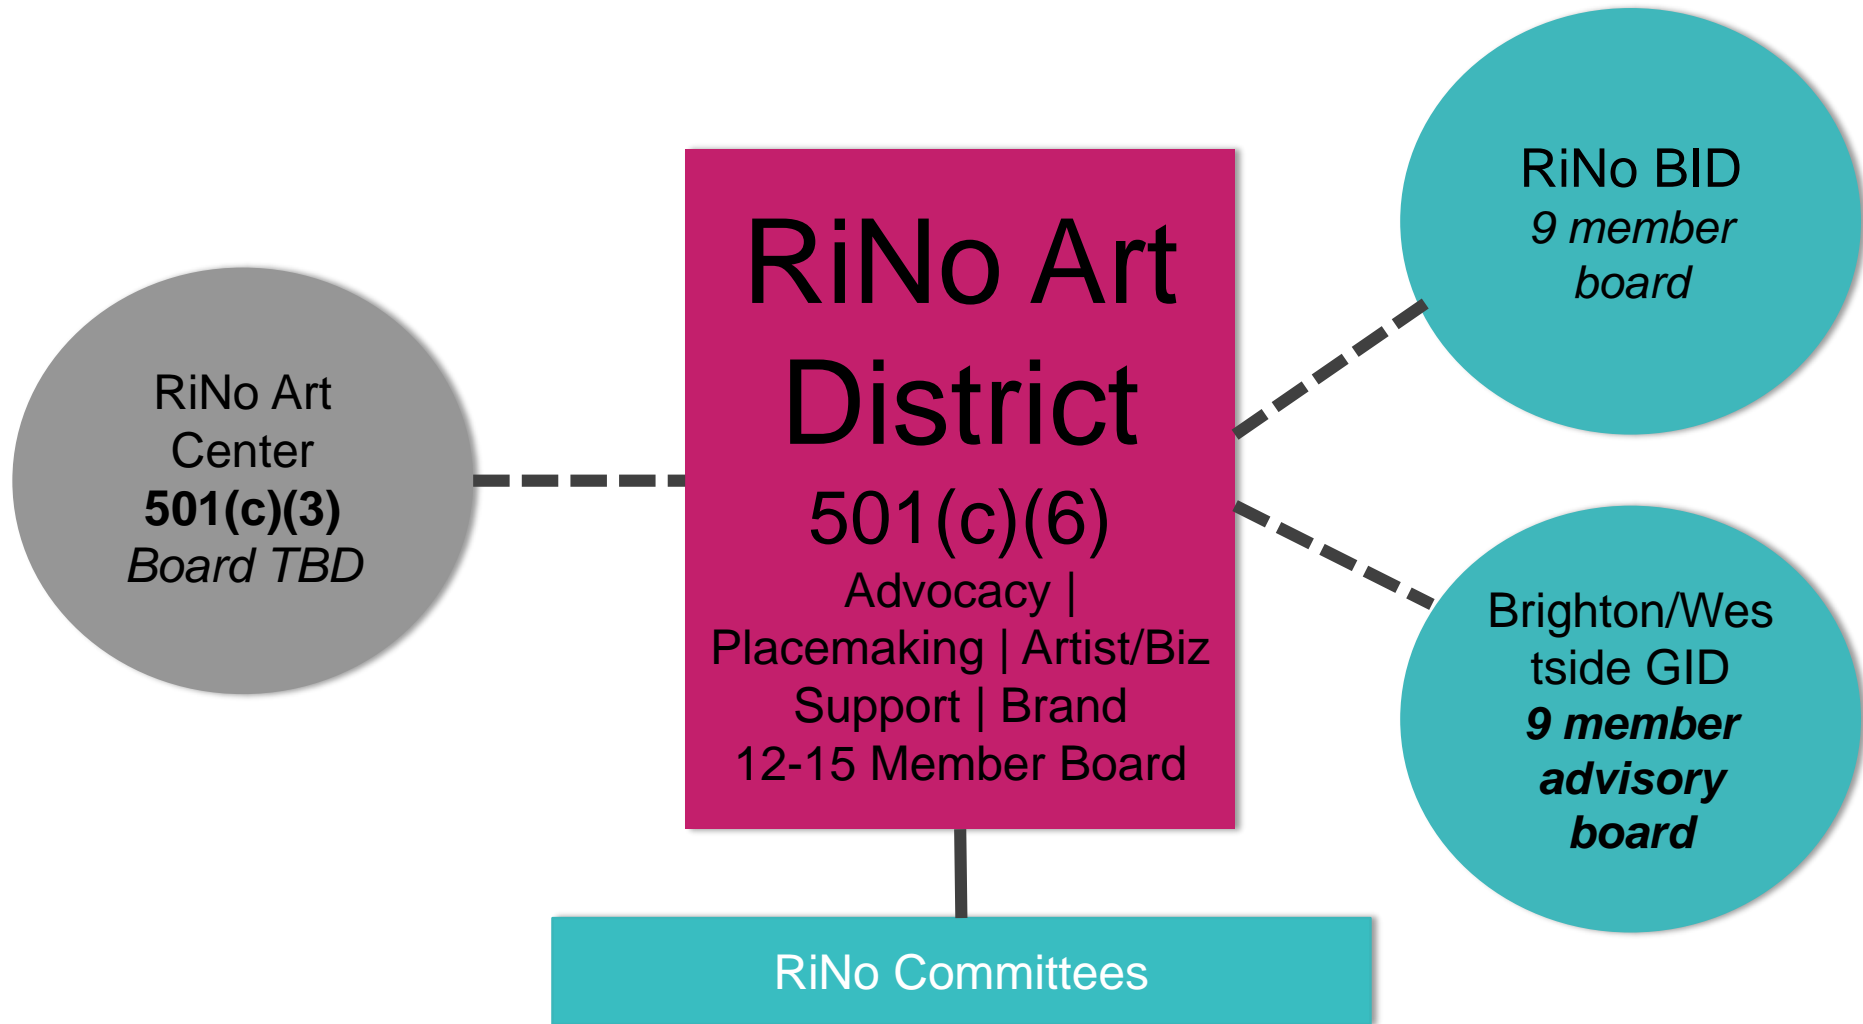 RiNo Art
Center
501(c)(3)
Board TBD
RiNo Art
District
501(c)(6)
Advocacy |
Placemaking | Artist/Biz
Support | Brand
12-15 Member Board
RiNo BID
9 member
board
Brighton/Wes
tside GID
9 member
advisory
board
RiNo Committees